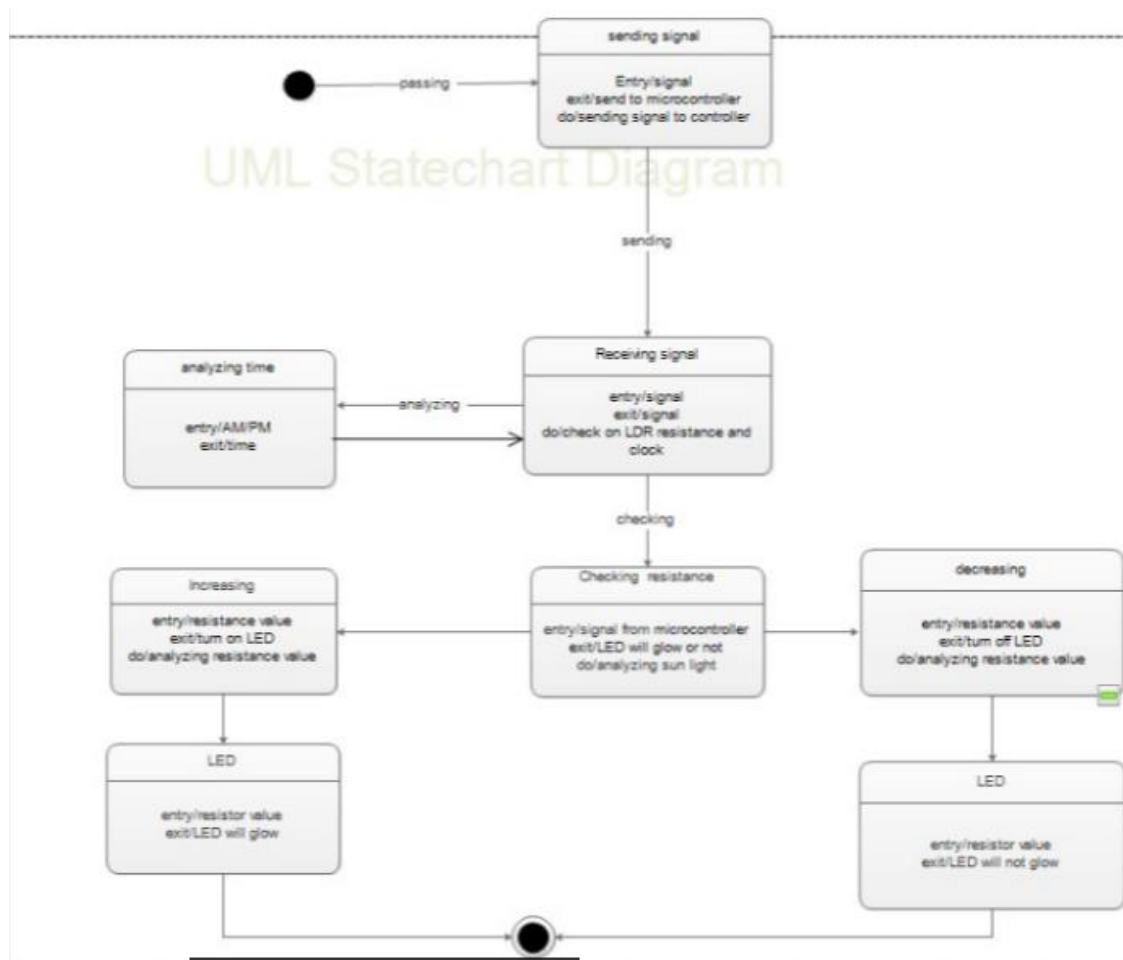 sending signal
Entry/signal
exit/send to microcontroller
do/sending signal to controller
passing
UML Statechart Diagram
sending
Receiving signal
entry/signal
exit/signal
do/check on LDR resistance and
clock
analyzing time
entry/AM/PM
exit/time
analyzing
checking
Increasing
entry/resistance value
exit/turn on LED
do/analyzing resistance value
Checking resistance
entry/signal from microcontroller
exit/LED will glow or not
do/analyzing sun light
decreasing
entry/resistance value
exit/turn off LED
do/analyzing resistance value
LED
entry/resistor value
exit/LED will glow
LED
entry/resistor value
exit/LED will not glow